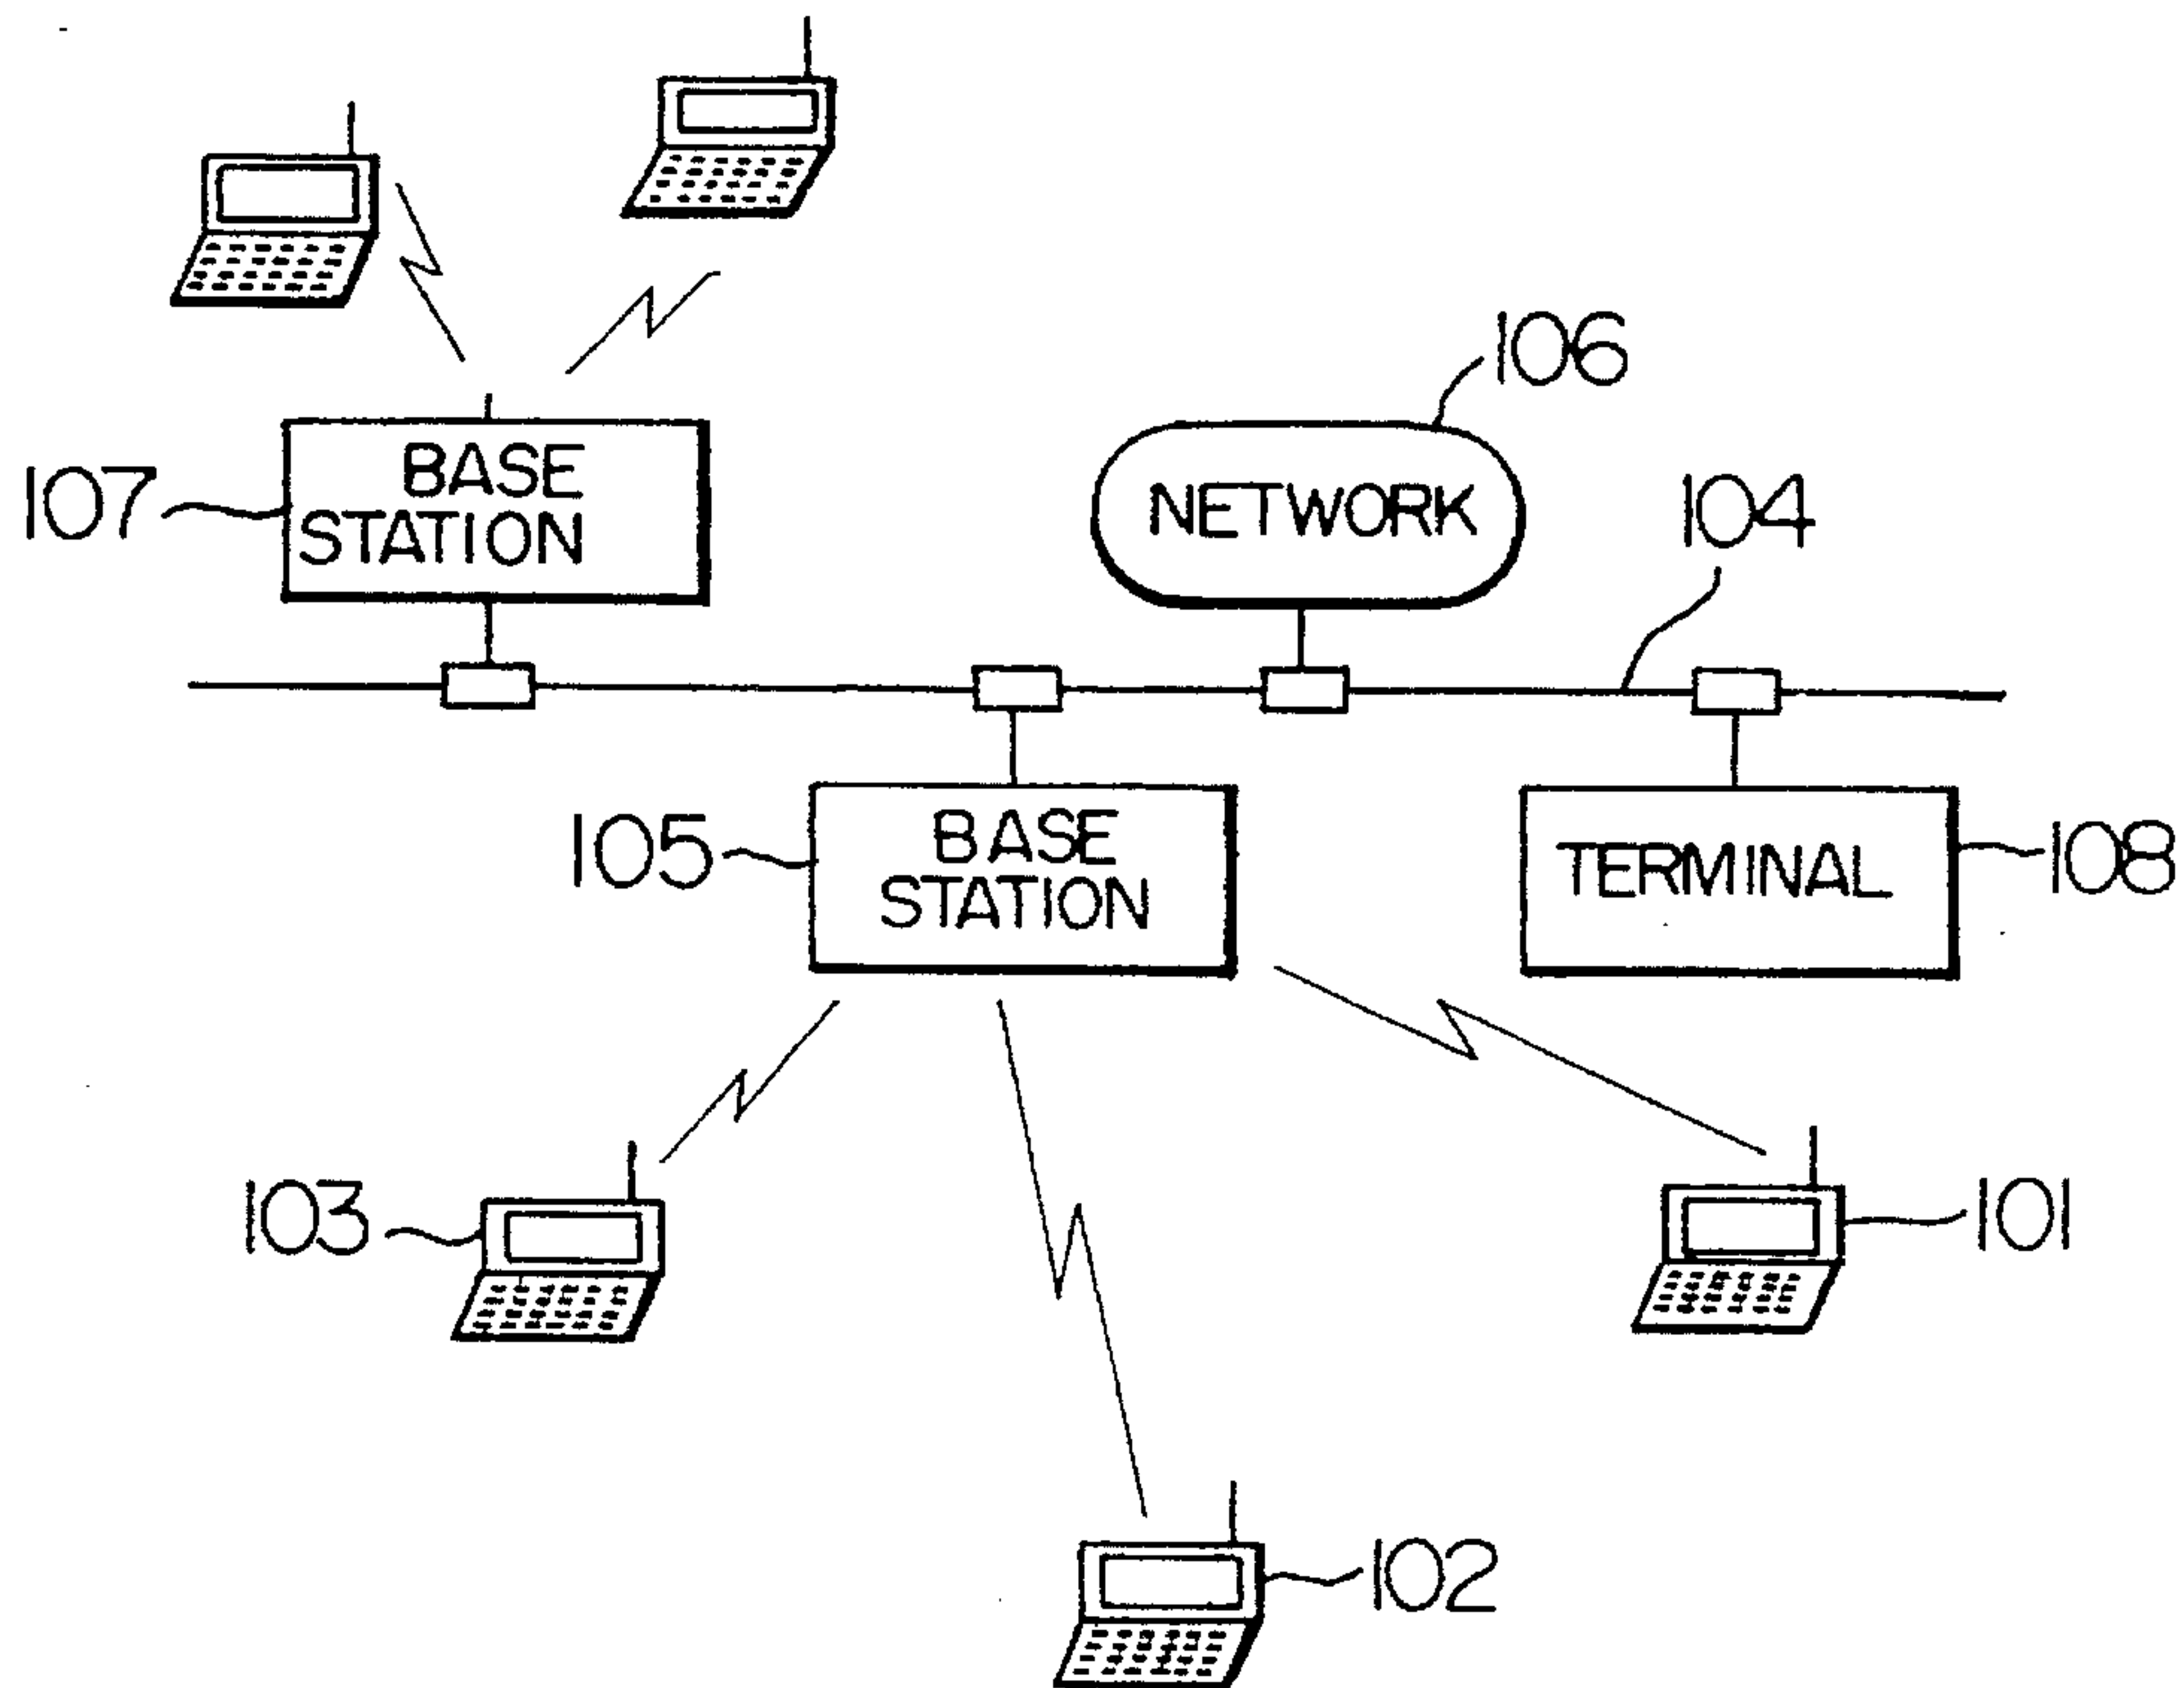 106
107
BASE
STATION
NETWORK
104
105
BASE
STATION
TERMINAL
108
103
101
102